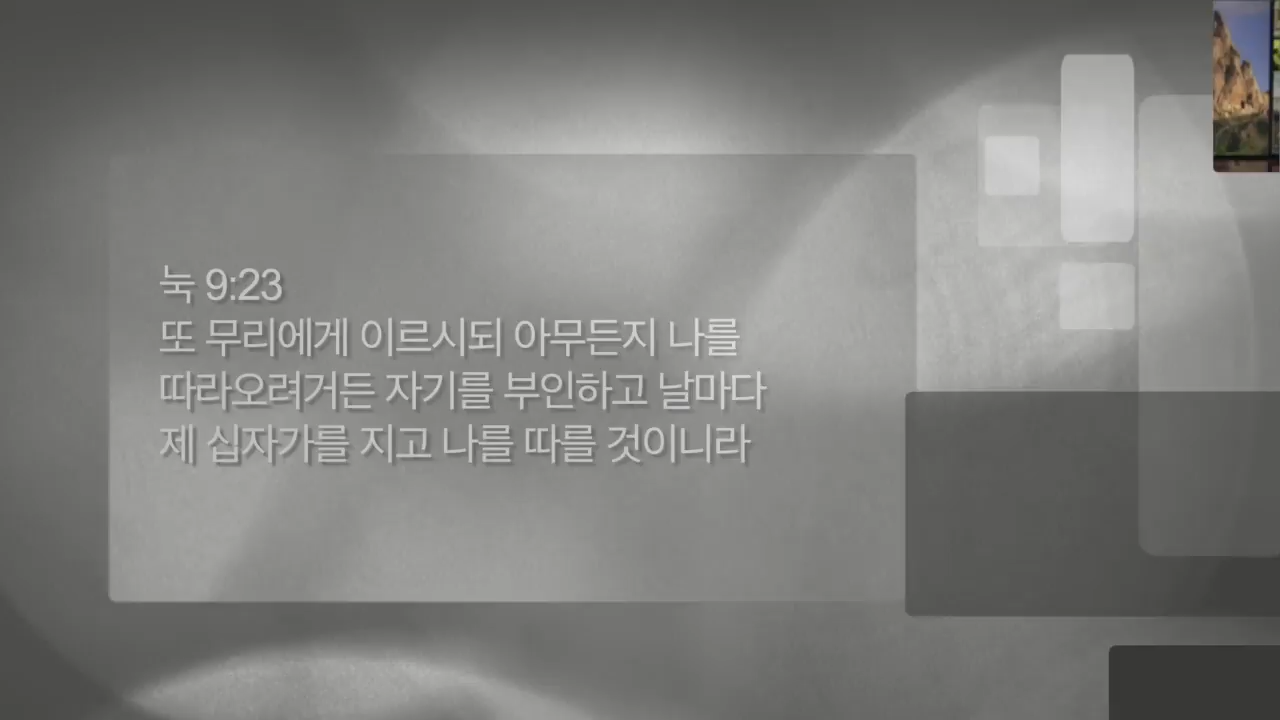 눅 9:23
또 무리에게 이르시되 아무든지 나를
따라오려거든 자기를 부인하고 날마다
제 십자가를 지고 나를 따를 것이니라